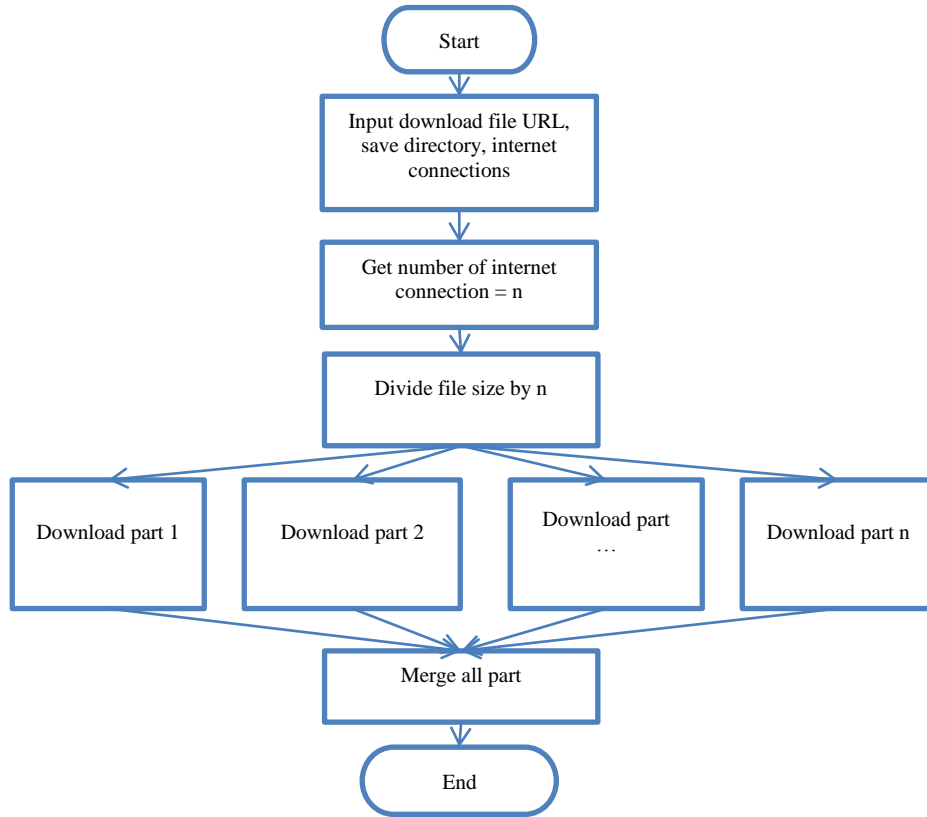 Start
Input download file URL,
save directory, internet
connections
Get number of internet
connection = n
Divide file size by n
Download part 1
Download part 2
Download part
…
Download part n
Merge all part
End